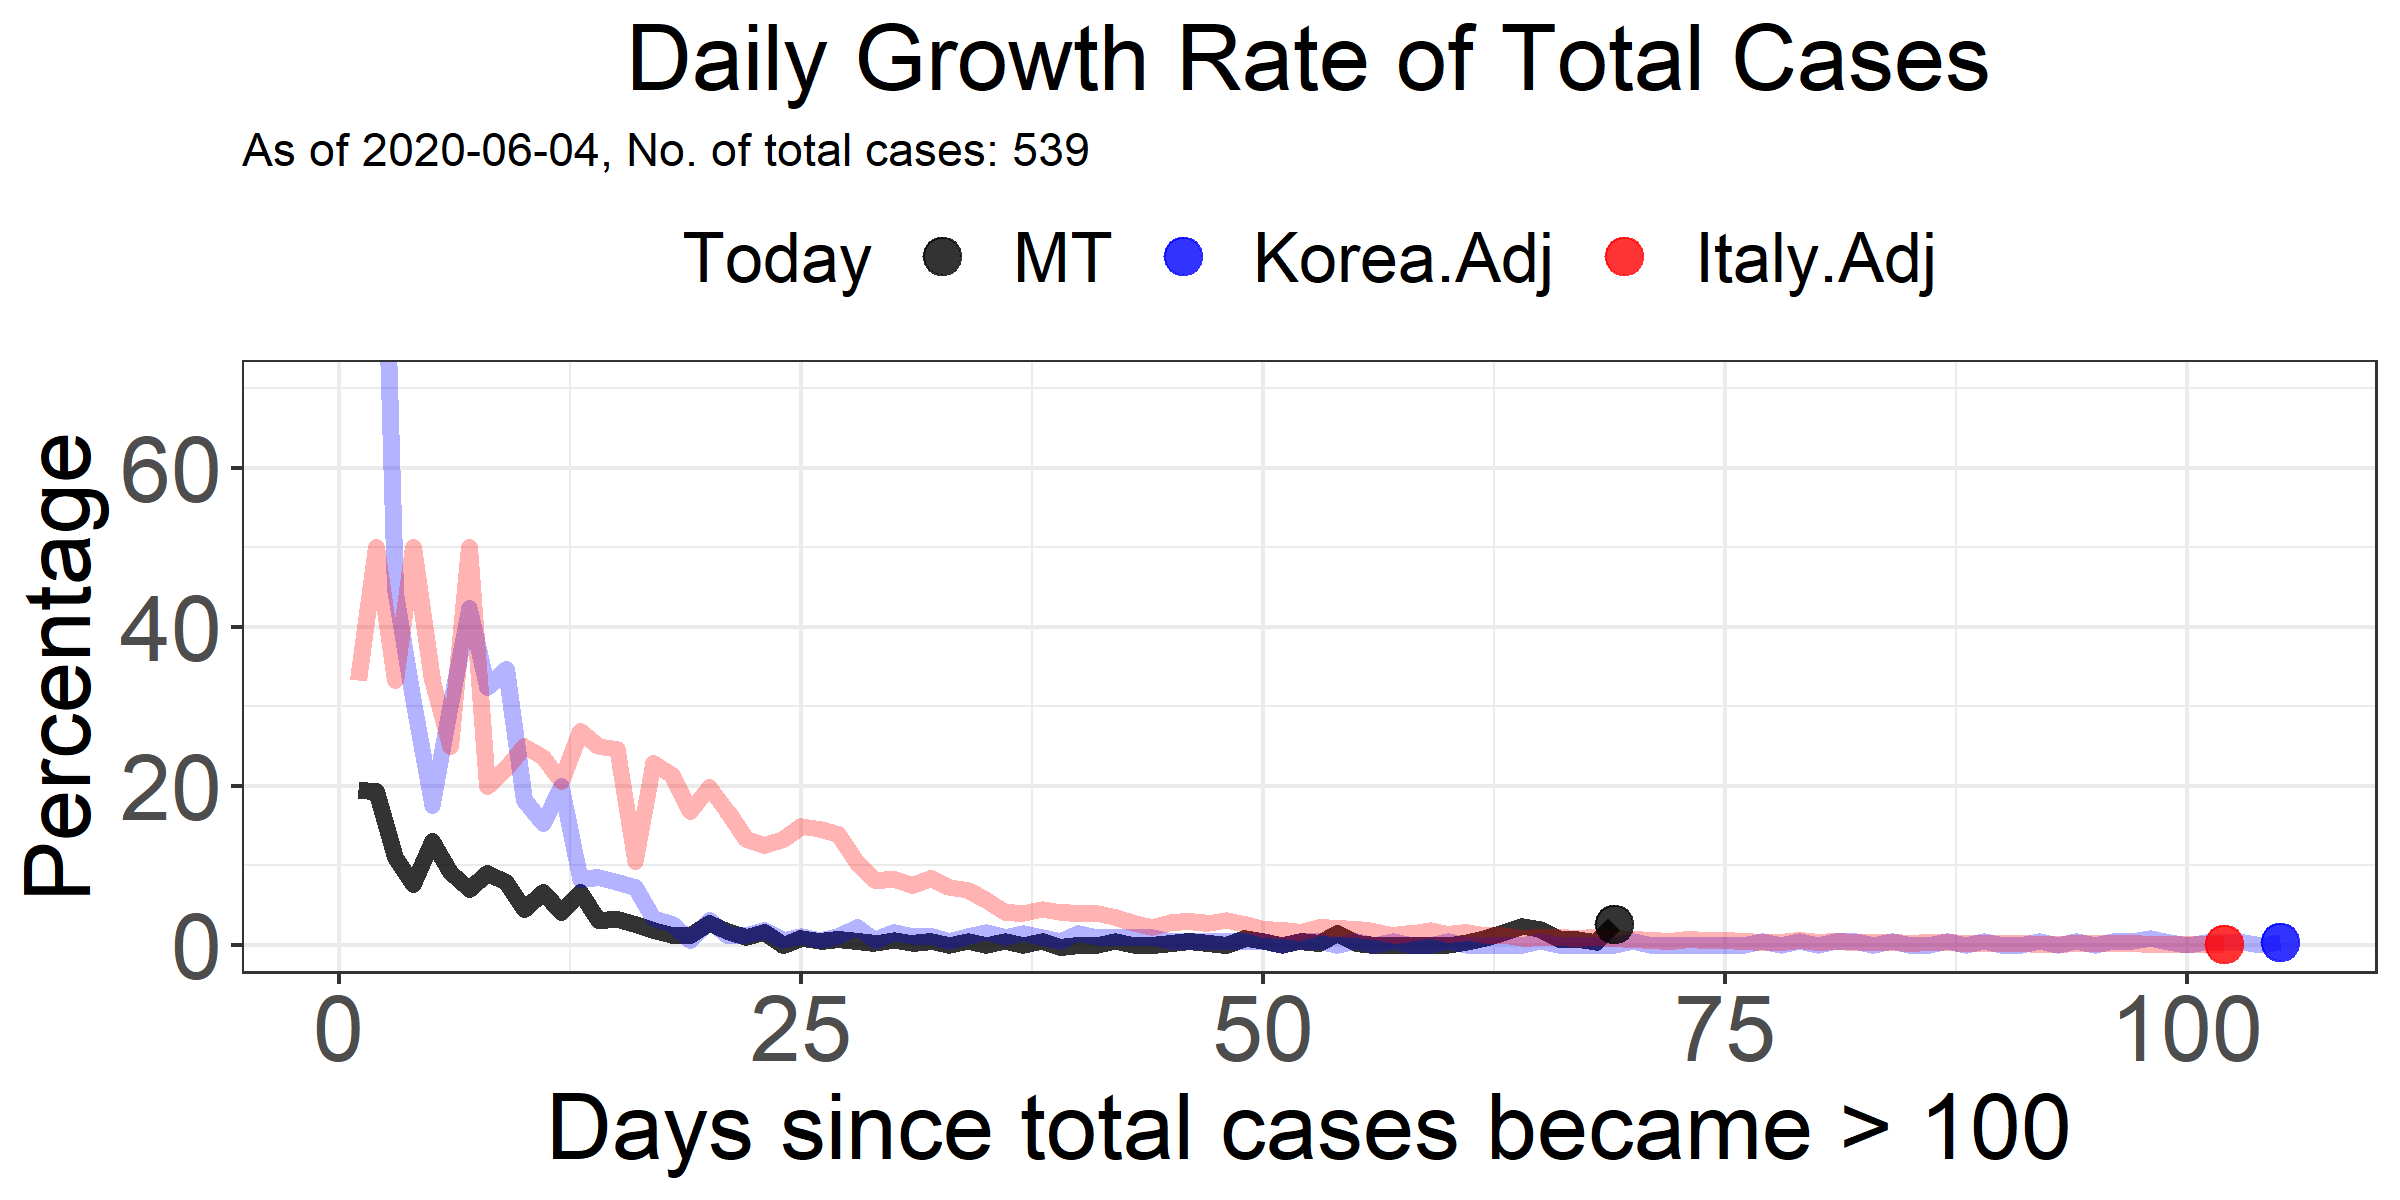 Daily Growth Rate of Total Cases
As of 2020-06-04, No. of total cases: 539
Today MT Korea.Adj Italy.Adj
Percentage
60
40
20
0
0 25 50 75 100
Days since total cases became > 100